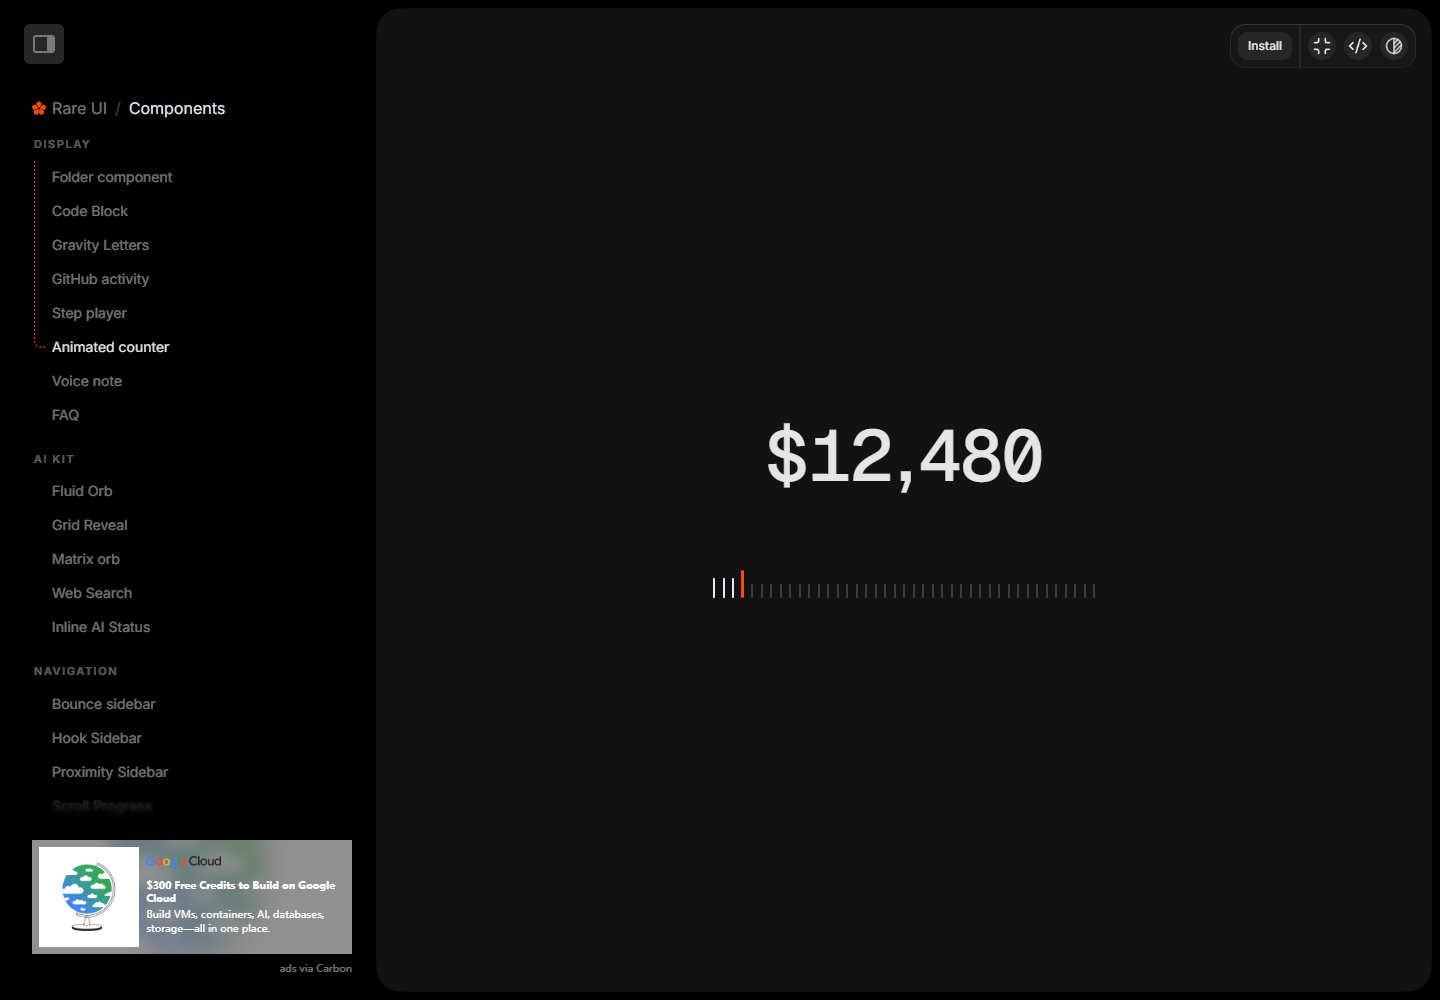 Install
Rare UI / Components
DISPLAY
Folder component
Code Block
Gravity Letters
GitHub activity
Step player
Animated counter
Voice note
FAQ
AI KIT
Fluid Orb
Grid Reveal
Matrix orb
Web Search
Inline AI Status
NAVIGATION
Bounce sidebar
Hook Sidebar
Proximity Sidebar
Scroll Progress
Google Cloud
$300 Free Credits to Build on Google
Cloud
Build VMs, containers, AI, databases,
storage—all in one place.
ads via Carbon
$12,480